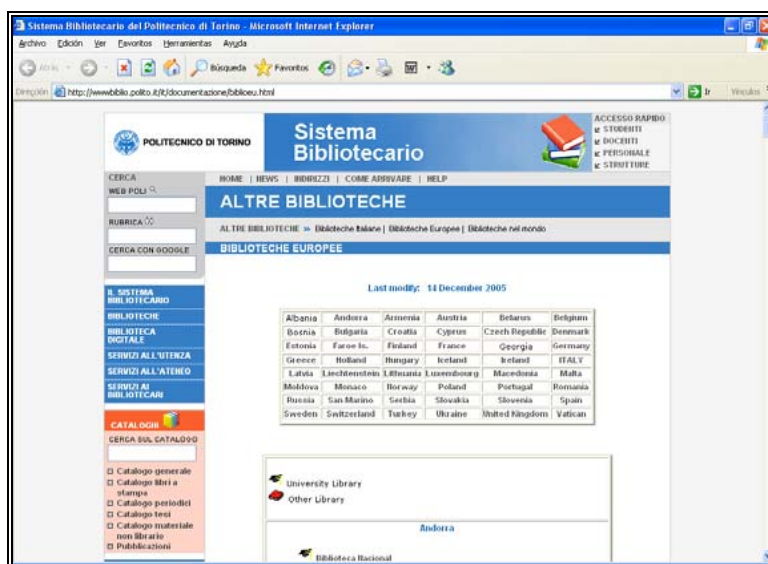 Sistema Bibliotecario del Politecnico di Torino - Microsoft Internet Explorer
Archivo Edición Ver Favoritos Herramientas Ayuda
Atrás Búsqueda Favoritos
Dirección http://wwwbiblio.polito.it/it/documentazione/biblioeu.html Ir Vínculos
POLITECNICO DI TORINO
Sistema
Bibliotecario
ACCESSO RAPIDO
STUDENTI
DOCENTI
PERSONALE
STRUTTURE
CERCA
WEB POLI
RUBRICA
CERCA CON GOOGLE
HOME | NEWS | INDIRIZZI | COME ARRIVARE | HELP
ALTRE BIBLIOTECHE
ALTRE BIBLIOTECHE » Biblioteche Italiane | Biblioteche Europee | Biblioteche nel mondo
BIBLIOTECHE EUROPEE
IL SISTEMA
BIBLIOTECARIO
BIBLIOTECHE
BIBLIOTECA
DIGITALE
SERVIZI ALL'UTENZA
SERVIZI ALL'ATENEO
SERVIZI AI
BIBLIOTECARI
CATALOGHI
CERCA SUL CATALOGO
Catalogo generale
Catalogo libri a
stampa
Catalogo periodici
Catalogo tesi
Catalogo materiale
non librario
Pubblicazioni
Last modify: 14 December 2005
Albania Andorra Armenia Austria Belarus Belgium
Bosnia Bulgaria Croatia Cyprus Czech Republic Denmark
Estonia Faroe Is. Finland France Georgia Germany
Greece Holland Hungary Iceland Ireland ITALY
Latvia Liechtenstein Lithuania Luxembourg Macedonia Malta
Moldova Monaco Norway Poland Portugal Romania
Russia San Marino Serbia Slovakia Slovenia Spain
Sweden Switzerland Turkey Ukraine United Kingdom Vatican
University Library
Other Library
Andorra
Biblioteca Nacional